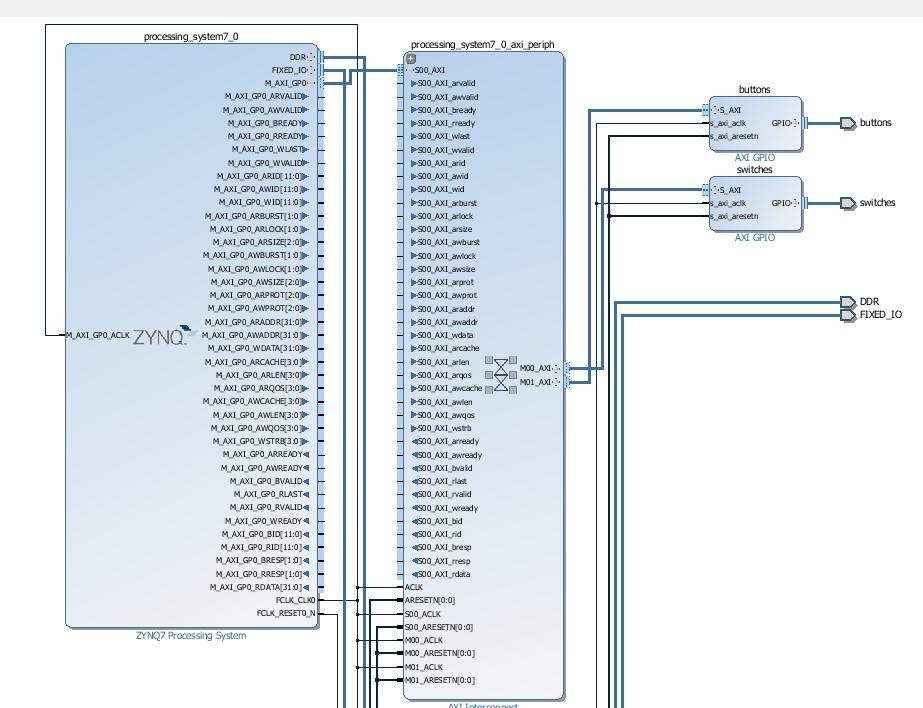 processing_system7_0
DDR
FIXED_IO
M_AXI_GP0
M_AXI_GP0_ARVALID
M_AXI_GP0_AWVALID
M_AXI_GP0_BREADY
M_AXI_GP0_RREADY
M_AXI_GP0_WLAST
M_AXI_GP0_WVALID
M_AXI_GP0_ARID[11:0]
M_AXI_GP0_AWID[11:0]
M_AXI_GP0_WID[11:0]
M_AXI_GP0_ARBURST[1:0]
M_AXI_GP0_ARLOCK[1:0]
M_AXI_GP0_ARSIZE[2:0]
M_AXI_GP0_AWBURST[1:0]
M_AXI_GP0_AWLOCK[1:0]
M_AXI_GP0_AWSIZE[2:0]
M_AXI_GP0_ARPROT[2:0]
M_AXI_GP0_AWPROT[2:0]
M_AXI_GP0_ARADDR[31:0]
M_AXI_GP0_AWADDR[31:0]
M_AXI_GP0_WDATA[31:0]
M_AXI_GP0_ARCACHE[3:0]
M_AXI_GP0_ARLEN[3:0]
M_AXI_GP0_ARQOS[3:0]
M_AXI_GP0_AWCACHE[3:0]
M_AXI_GP0_AWLEN[3:0]
M_AXI_GP0_AWQOS[3:0]
M_AXI_GP0_WSTRB[3:0]
M_AXI_GP0_ARREADY
M_AXI_GP0_AWREADY
M_AXI_GP0_BVALID
M_AXI_GP0_RLAST
M_AXI_GP0_RVALID
M_AXI_GP0_WREADY
M_AXI_GP0_BID[11:0]
M_AXI_GP0_RID[11:0]
M_AXI_GP0_BRESP[1:0]
M_AXI_GP0_RRESP[1:0]
M_AXI_GP0_RDATA[31:0]
FCLK_CLK0
FCLK_RESET0_N
M_AXI_GP0_ACLK
ZYNQ
ZYNQ7 Processing System
processing_system7_0_axi_periph
S00_AXI
S00_AXI_arvalid
S00_AXI_awvalid
S00_AXI_bready
S00_AXI_rready
S00_AXI_wlast
S00_AXI_wvalid
S00_AXI_arid
S00_AXI_awid
S00_AXI_wid
S00_AXI_arburst
S00_AXI_arlock
S00_AXI_arsize
S00_AXI_awburst
S00_AXI_awlock
S00_AXI_awsize
S00_AXI_arprot
S00_AXI_awprot
S00_AXI_araddr
S00_AXI_awaddr
S00_AXI_wdata
S00_AXI_arcache
S00_AXI_arlen
S00_AXI_arqos
S00_AXI_awcache
S00_AXI_awlen
S00_AXI_awqos
S00_AXI_wstrb
S00_AXI_arready
S00_AXI_awready
S00_AXI_bvalid
S00_AXI_rlast
S00_AXI_rvalid
S00_AXI_wready
S00_AXI_bid
S00_AXI_rid
S00_AXI_bresp
S00_AXI_rresp
S00_AXI_rdata
ACLK
ARESETN[0:0]
S00_ACLK
S00_ARESETN[0:0]
M00_ACLK
M00_ARESETN[0:0]
M01_ACLK
M01_ARESETN[0:0]
M00_AXI
M01_AXI
AXI Interconnect
buttons
S_AXI
s_axi_aclk
s_axi_aresetn
GPIO
AXI GPIO
buttons
switches
S_AXI
s_axi_aclk
s_axi_aresetn
GPIO
AXI GPIO
switches
DDR
FIXED_IO